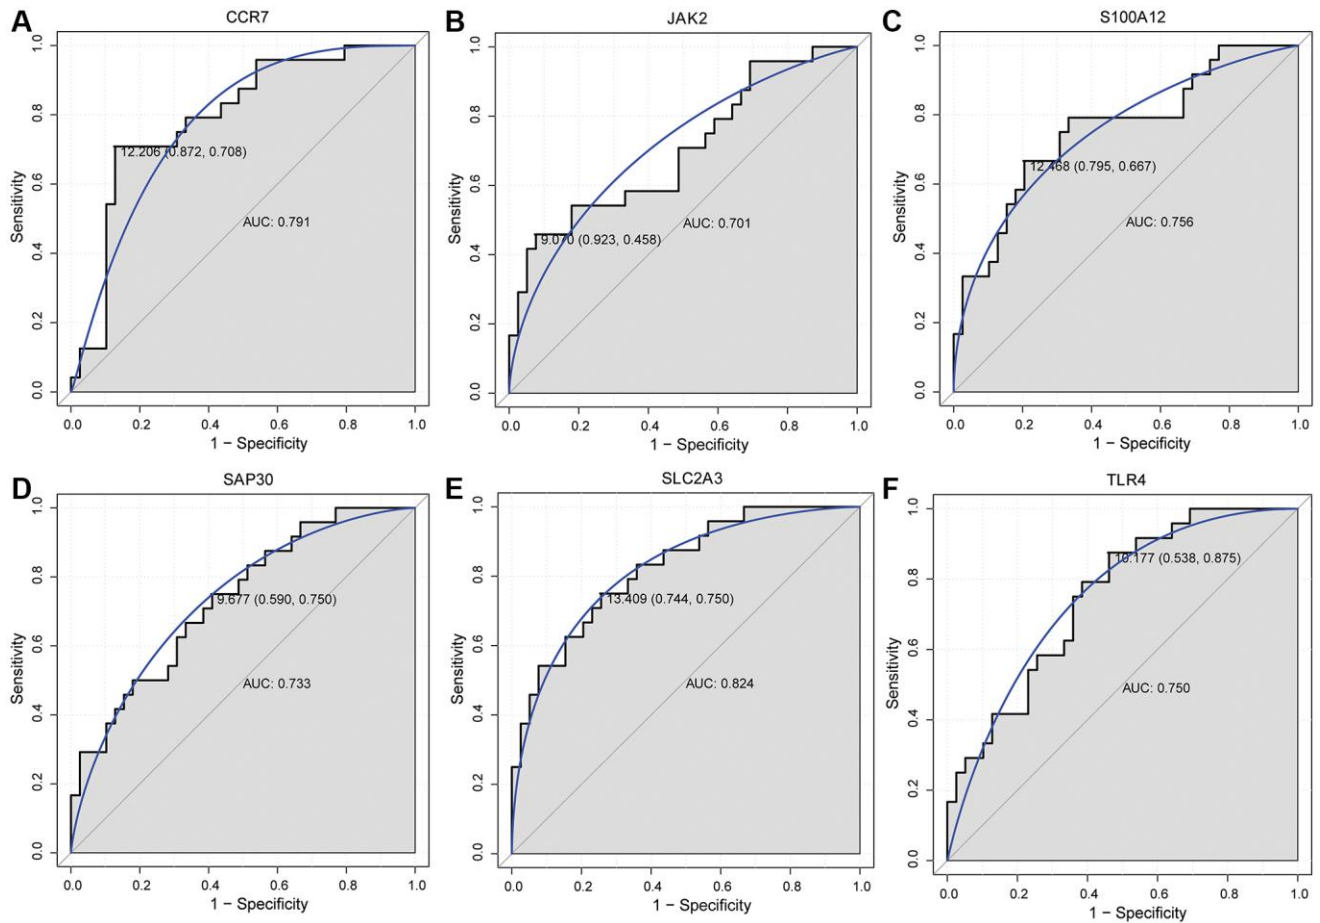 A
CCR7
Sensitivity
0.0 0.2 0.4 0.6 0.8 1.0
12.206 (0.872, 0.708)
AUC: 0.791
0.0 0.2 0.4 0.6 0.8 1.0
1 − Specificity
B
JAK2
Sensitivity
0.0 0.2 0.4 0.6 0.8 1.0
9.070 (0.923, 0.458)
AUC: 0.701
0.0 0.2 0.4 0.6 0.8 1.0
1 − Specificity
C
S100A12
Sensitivity
0.0 0.2 0.4 0.6 0.8 1.0
12.468 (0.795, 0.667)
AUC: 0.756
0.0 0.2 0.4 0.6 0.8 1.0
1 − Specificity
D
SAP30
Sensitivity
0.0 0.2 0.4 0.6 0.8 1.0
9.677 (0.590, 0.750)
AUC: 0.733
0.0 0.2 0.4 0.6 0.8 1.0
1 − Specificity
E
SLC2A3
Sensitivity
0.0 0.2 0.4 0.6 0.8 1.0
13.409 (0.744, 0.750)
AUC: 0.824
0.0 0.2 0.4 0.6 0.8 1.0
1 − Specificity
F
TLR4
Sensitivity
0.0 0.2 0.4 0.6 0.8 1.0
10.177 (0.538, 0.875)
AUC: 0.750
0.0 0.2 0.4 0.6 0.8 1.0
1 − Specificity